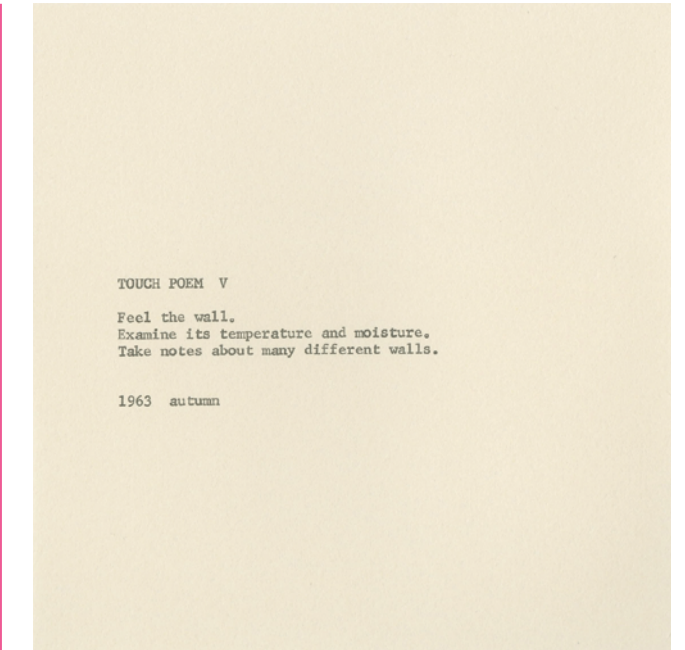 TOUCH POEM V
Feel the wall.
Examine its temperature and moisture.
Take notes about many different walls.
1963 autumn